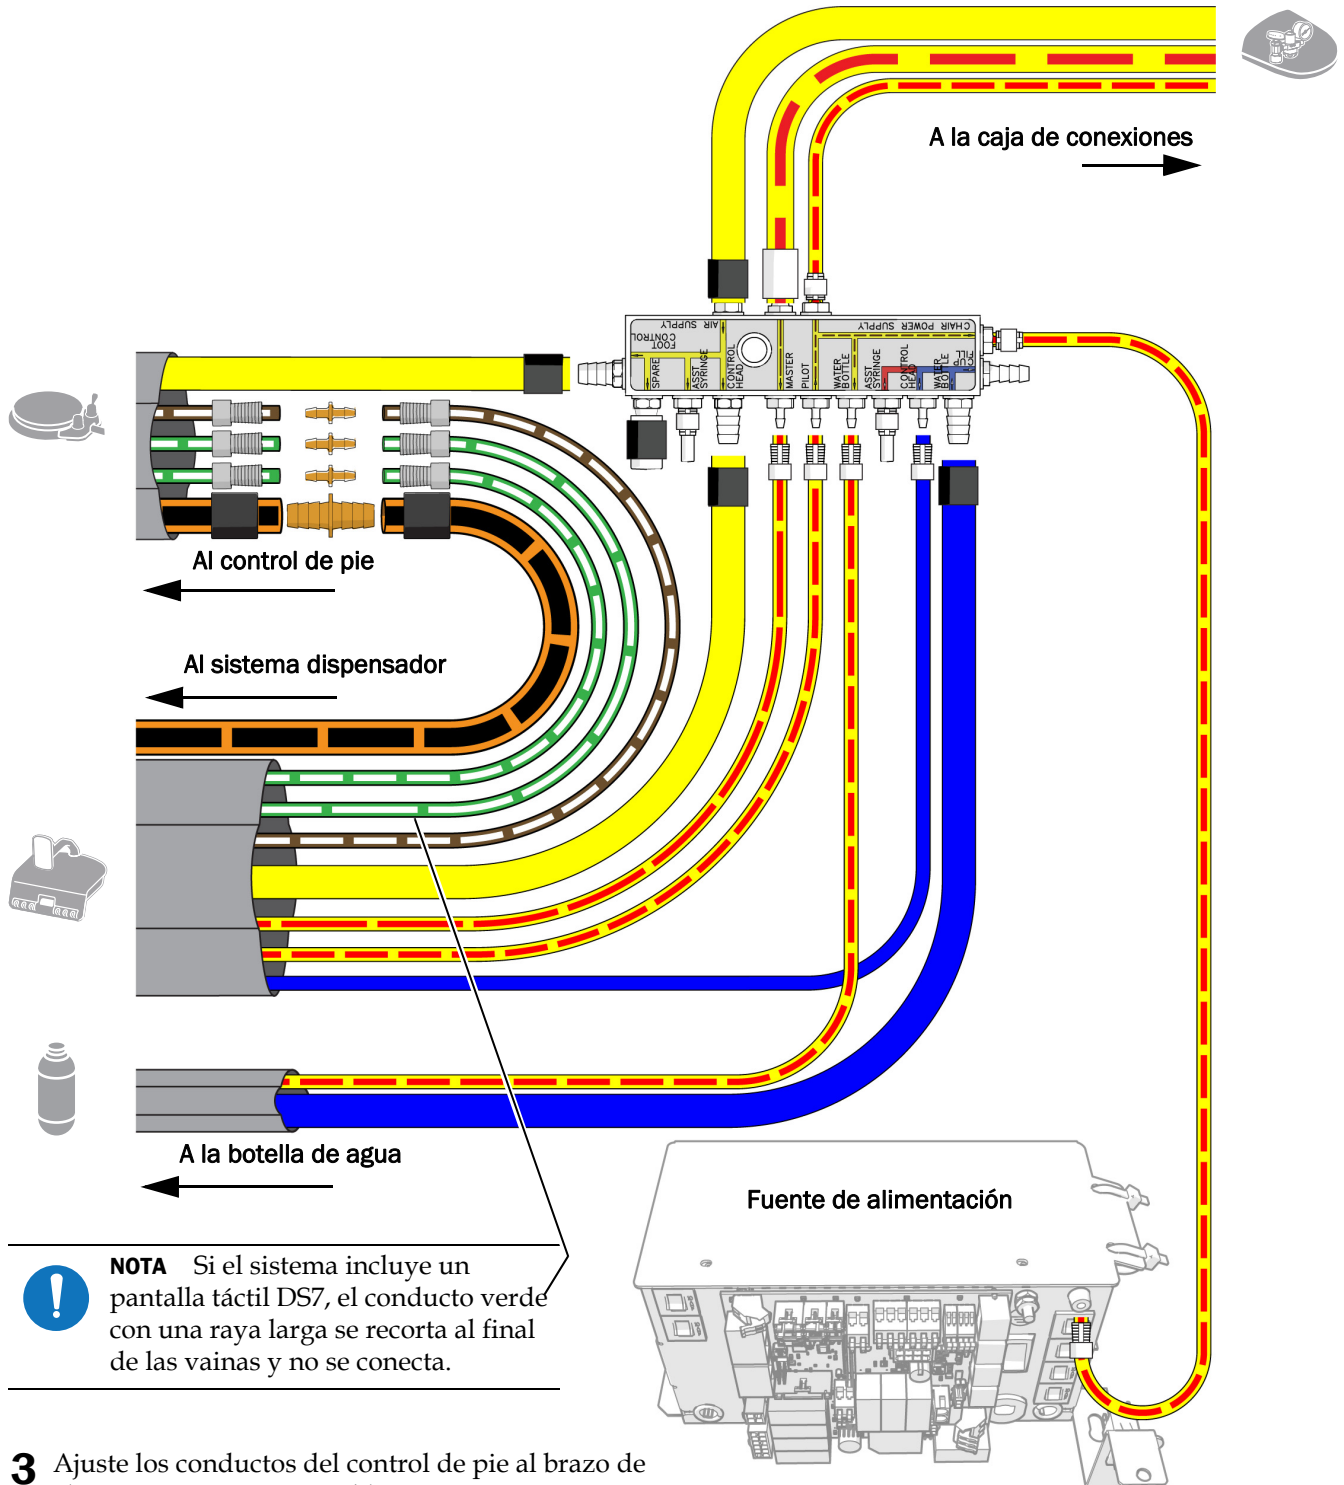 A la caja de conexiones
AIR SUPPLY
FOOT
CONTROL
CHAIR POWER SUPPLY
SPARE
ASST
SYRINGE
CONTROL
HEAD
MASTER
PILOT
WATER
BOTTLE
ASST
SYRINGE
CONTROL
HEAD
WATER
BOTTLE
Al control de pie
Al sistema dispensador
A la botella de agua
Fuente de alimentación
NOTA Si el sistema incluye un
pantalla táctil DS7, el conducto verde
con una raya larga se recorta al final
de las vainas y no se conecta.
3 Ajuste los conductos del control de pie al brazo de